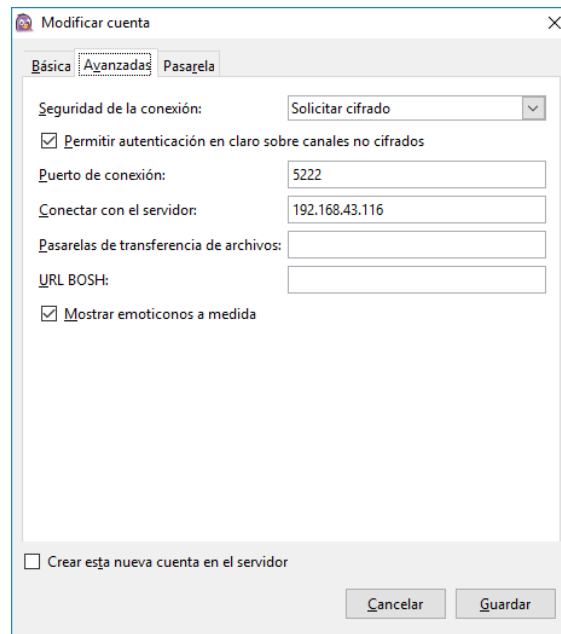 Modificar cuenta
Básica Avanzadas Pasarela
Seguridad de la conexión: Solicitar cifrado
Permitir autenticación en claro sobre canales no cifrados
Puerto de conexión: 5222
Conectar con el servidor: 192.168.43.116
Pasarelas de transferencia de archivos:
URL BOSH:
Mostrar emoticonos a medida
Crear esta nueva cuenta en el servidor
Cancelar Guardar